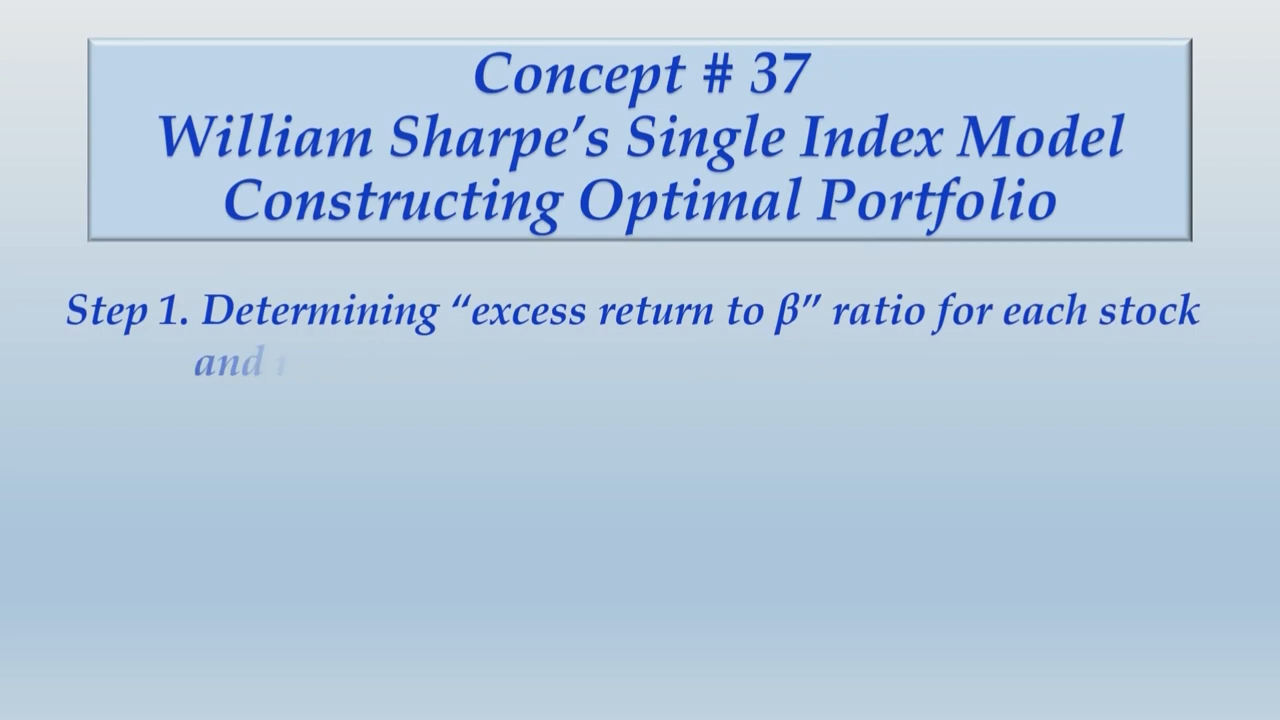 Concept # 37
William Sharpe’s Single Index Model
Constructing Optimal Portfolio
Step 1. Determining “excess return to β” ratio for each stock
and